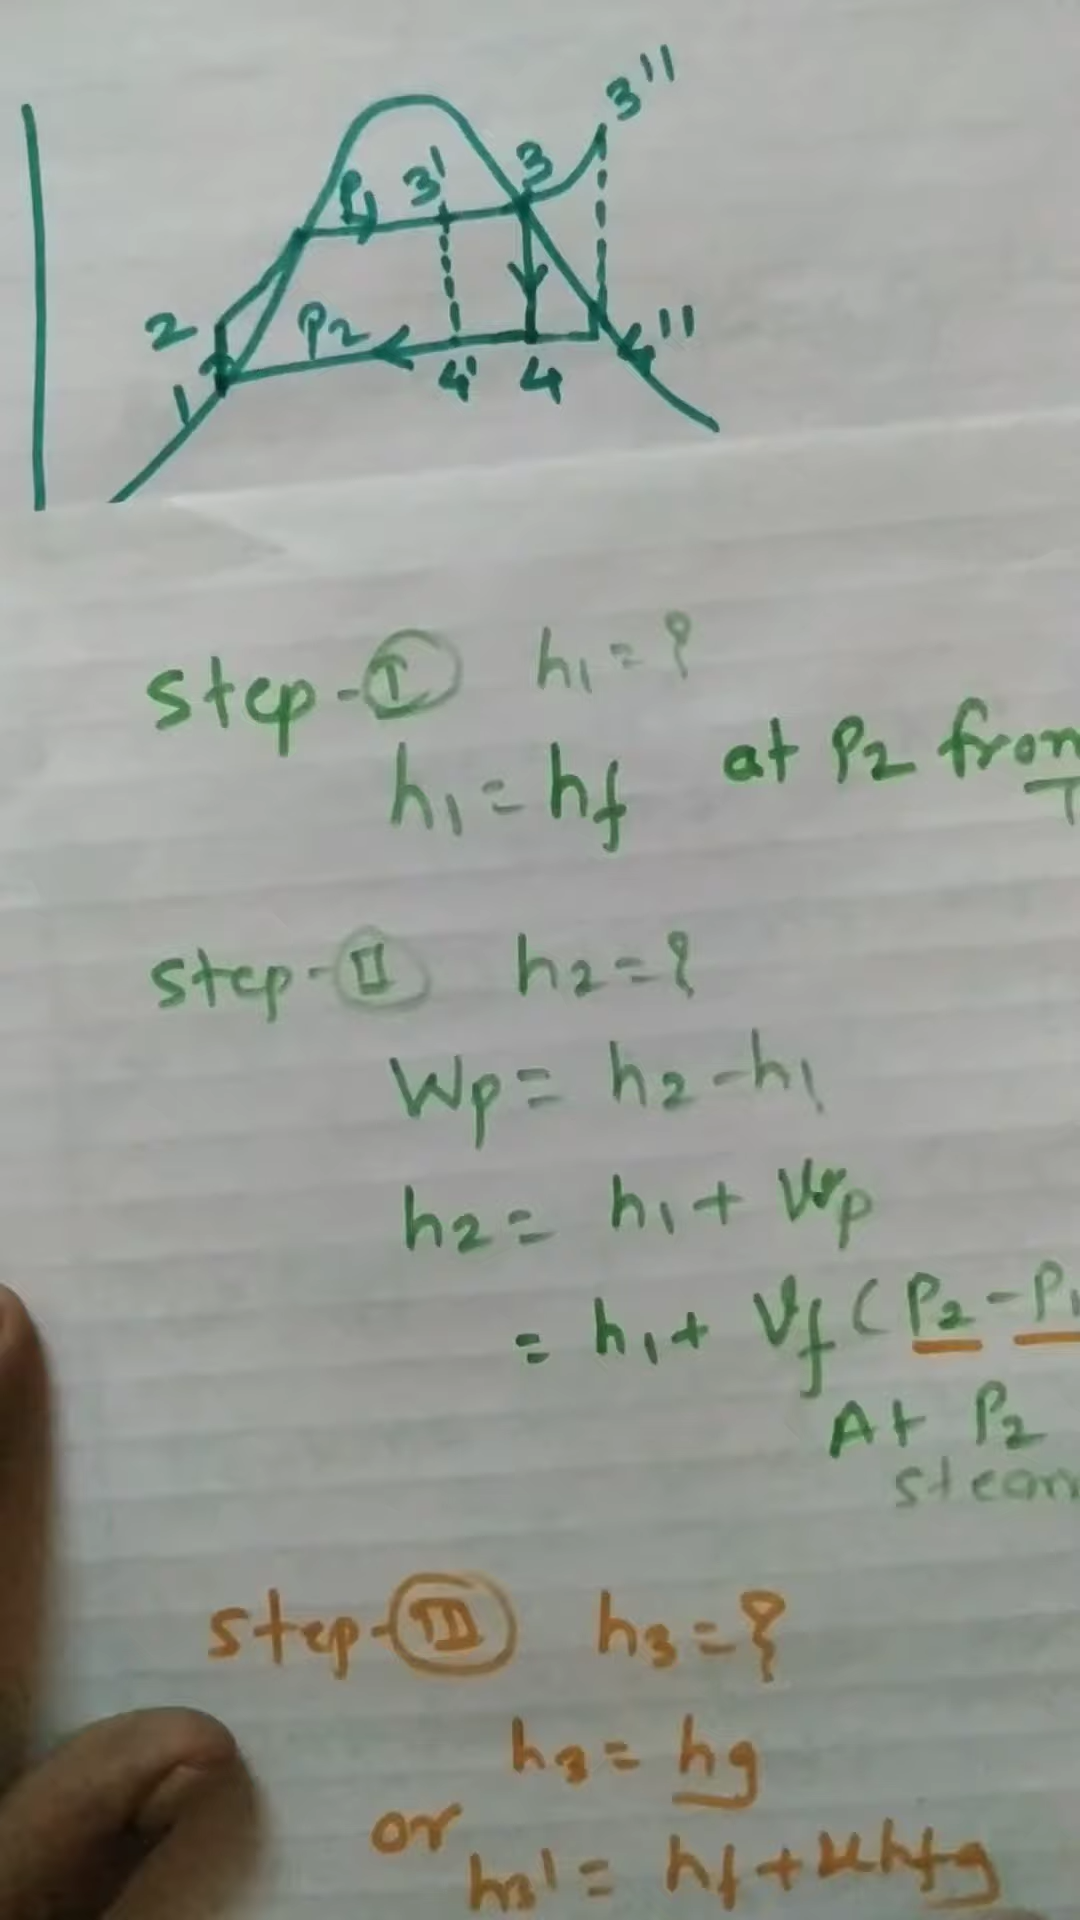 3''
3
3'
P1
2
P2
4''
1
4'
4
step-I h1=?
h1=hf at P2 from
step-II h2=?
Wp= h2-h1
h2= h1+ Wp
= h1+ Vf (P2-P1
At P2
steam
step-III h3=?
h3= hg
or
h3'= hf+xhfg